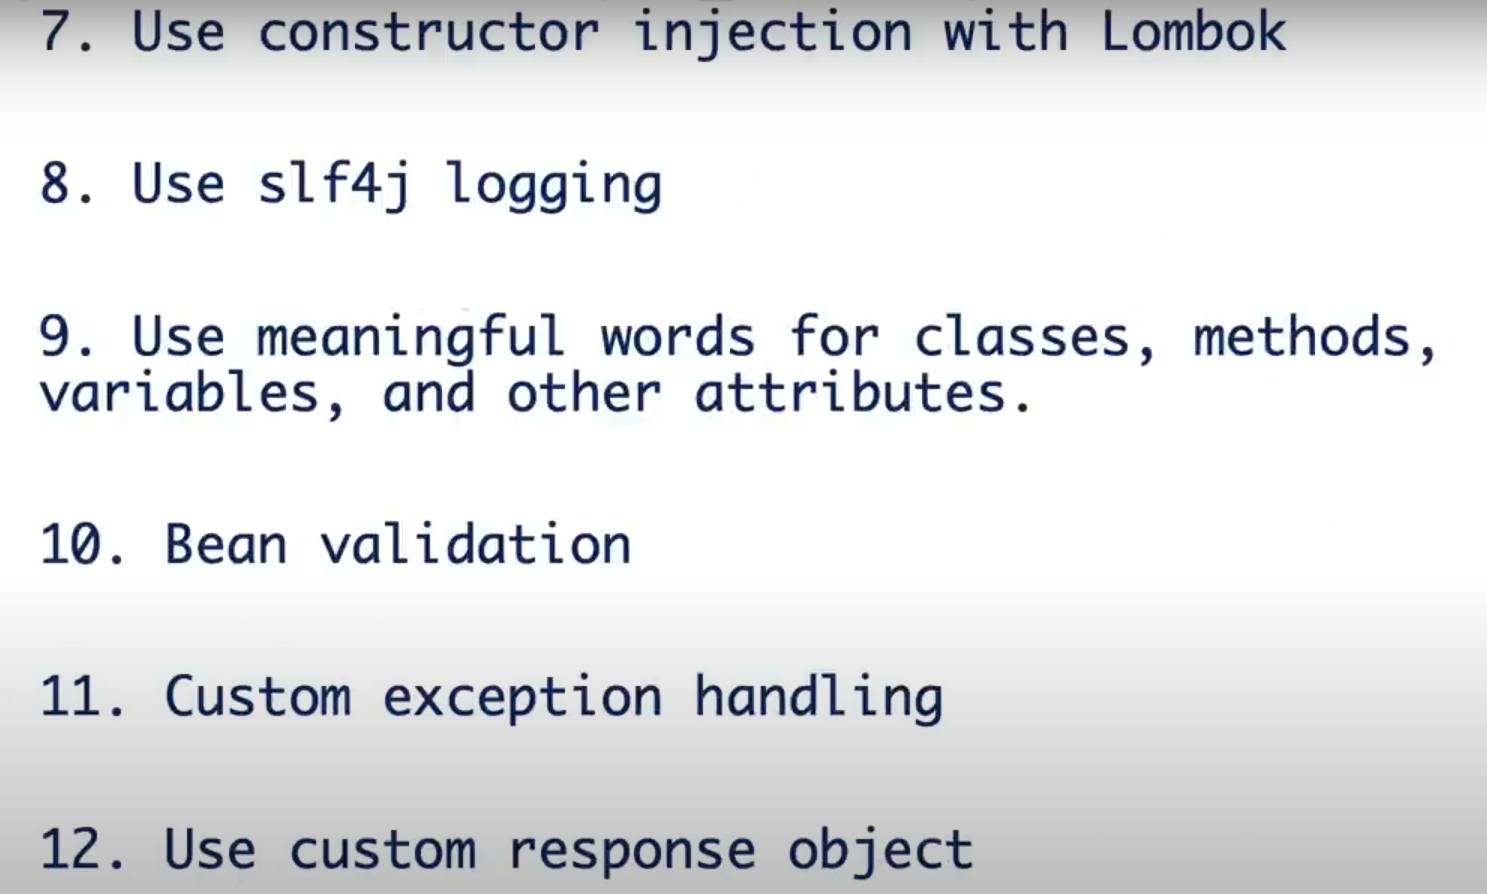 7. Use constructor injection with Lombok
8. Use slf4j logging
9. Use meaningful words for classes, methods,
variables, and other attributes.
10. Bean validation
11. Custom exception handling
12. Use custom response object